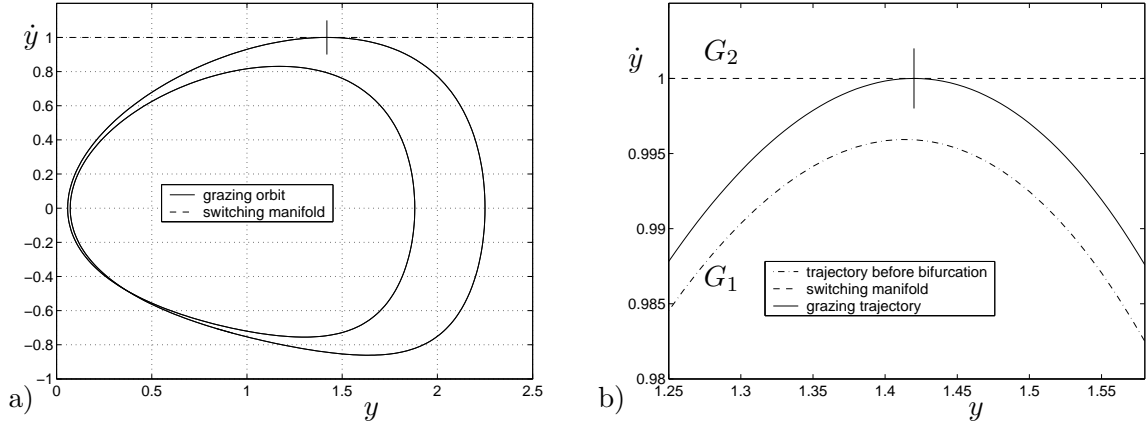 ẏ
1
0.8
0.6
0.4
0.2
0
−0.2
−0.4
−0.6
−0.8
−1
0 0.5 1 1.5 2 2.5
grazing orbit
switching manifold
a)
y
ẏ
G2
1
0.995
0.99
0.985
0.98
G1
trajectory before bifurcation
switching manifold
grazing trajectory
1.25 1.3 1.35 1.4 1.45 1.5 1.55
b)
y